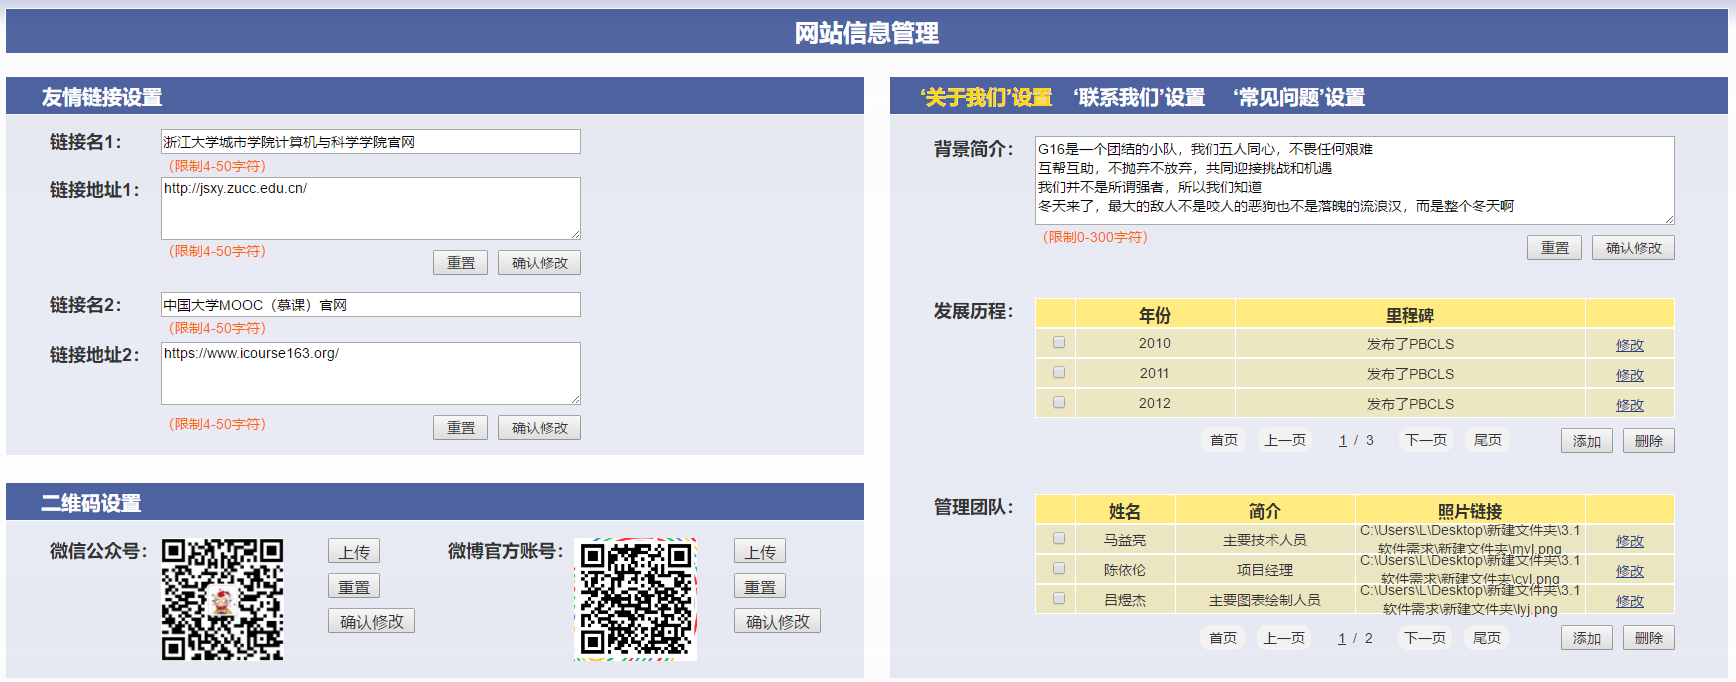 网站信息管理
友情链接设置
链接名1：
浙江大学城市学院计算机与科学学院官网
（限制4-50字符）
链接地址1：
http://jsxy.zucc.edu.cn/
（限制4-50字符）
重置 确认修改
链接名2：
中国大学MOOC（慕课）官网
（限制4-50字符）
链接地址2：
https://www.icourse163.org/
（限制4-50字符）
重置 确认修改
二维码设置
微信公众号：
上传
重置
确认修改
微博官方账号：
上传
重置
确认修改
‘关于我们’设置 ‘联系我们’设置 ‘常见问题’设置
背景简介：
G16是一个团结的小队，我们五人同心，不畏任何艰难
互帮互助，不抛弃不放弃，共同迎接挑战和机遇
我们并不是所谓强者，所以我们知道
冬天来了，最大的敌人不是咬人的恶狗也不是落魄的流浪汉，而是整个冬天啊
（限制0-300字符）
重置 确认修改
发展历程：
年份 里程碑
2010 发布了PBCLS 修改
2011 发布了PBCLS 修改
2012 发布了PBCLS 修改
首页 上一页 1 / 3 下一页 尾页 添加 删除
管理团队：
姓名 简介 照片链接
马益亮 主要技术人员 C:\Users\L\Desktop\新建文件夹\3.1
软件需求\新建文件夹\myl.png 修改
陈依伦 项目经理 C:\Users\L\Desktop\新建文件夹\3.1
软件需求\新建文件夹\cyl.png 修改
吕煜杰 主要图表绘制人员 C:\Users\L\Desktop\新建文件夹\3.1
软件需求\新建文件夹\lyj.png 修改
首页 上一页 1 / 2 下一页 尾页 添加 删除